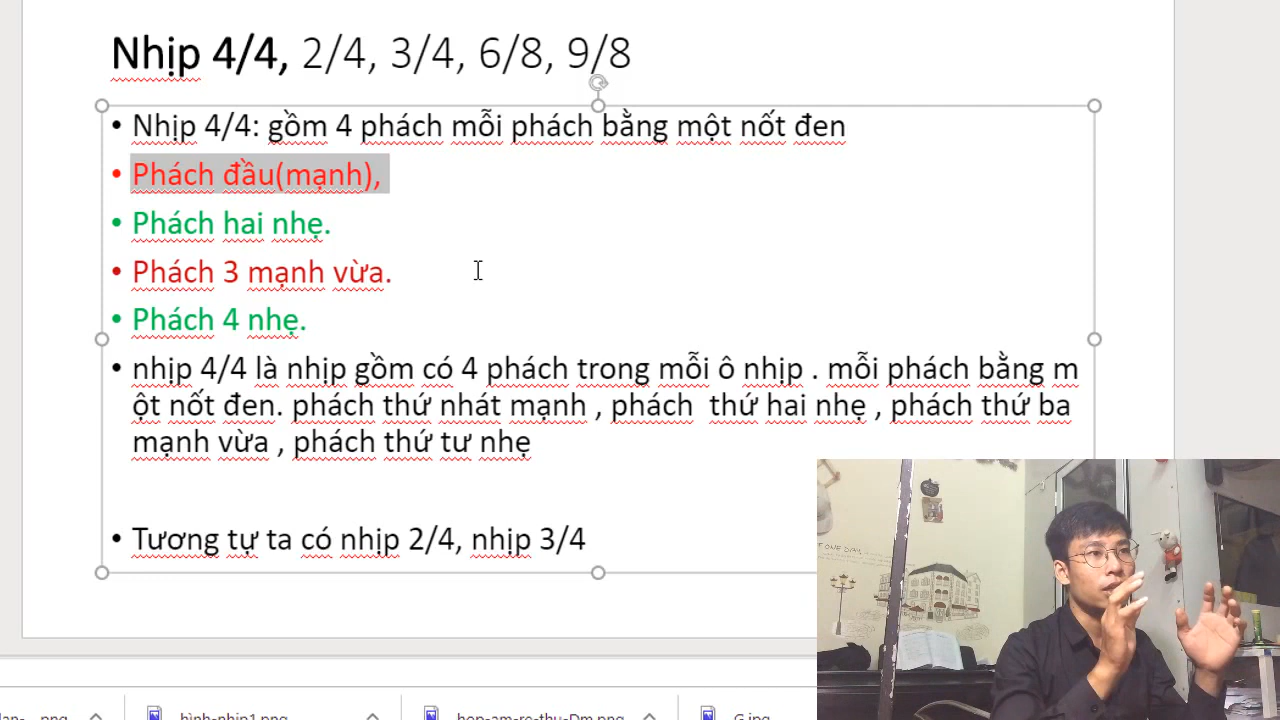 Nhịp 4/4, 2/4, 3/4, 6/8, 9/8
• Nhịp 4/4: gồm 4 phách mỗi phách bằng một nốt đen
• Phách đầu(mạnh),
• Phách hai nhẹ.
• Phách 3 mạnh vừa.
• Phách 4 nhẹ.
• nhịp 4/4 là nhịp gồm có 4 phách trong mỗi ô nhịp . mỗi phách bằng m
ột nốt đen. phách thứ nhát mạnh , phách thứ hai nhẹ , phách thứ ba
mạnh vừa , phách thứ tư nhẹ
• Tương tự ta có nhịp 2/4, nhịp 3/4
hình-nhịp1.png
hop-am-re-thu-Dm.png
G.jpg